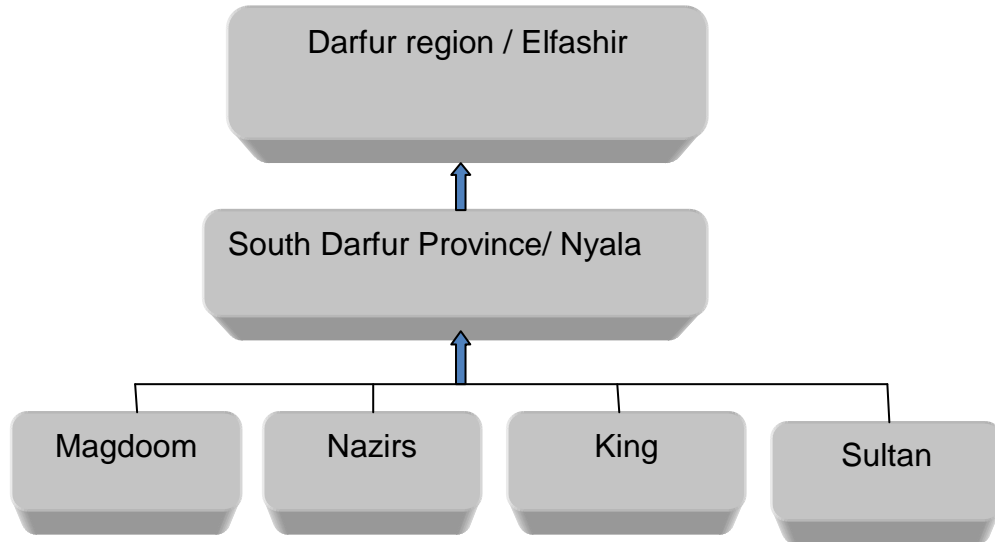 Darfur region / Elfashir
South Darfur Province/ Nyala
Magdoom
Nazirs
King
Sultan